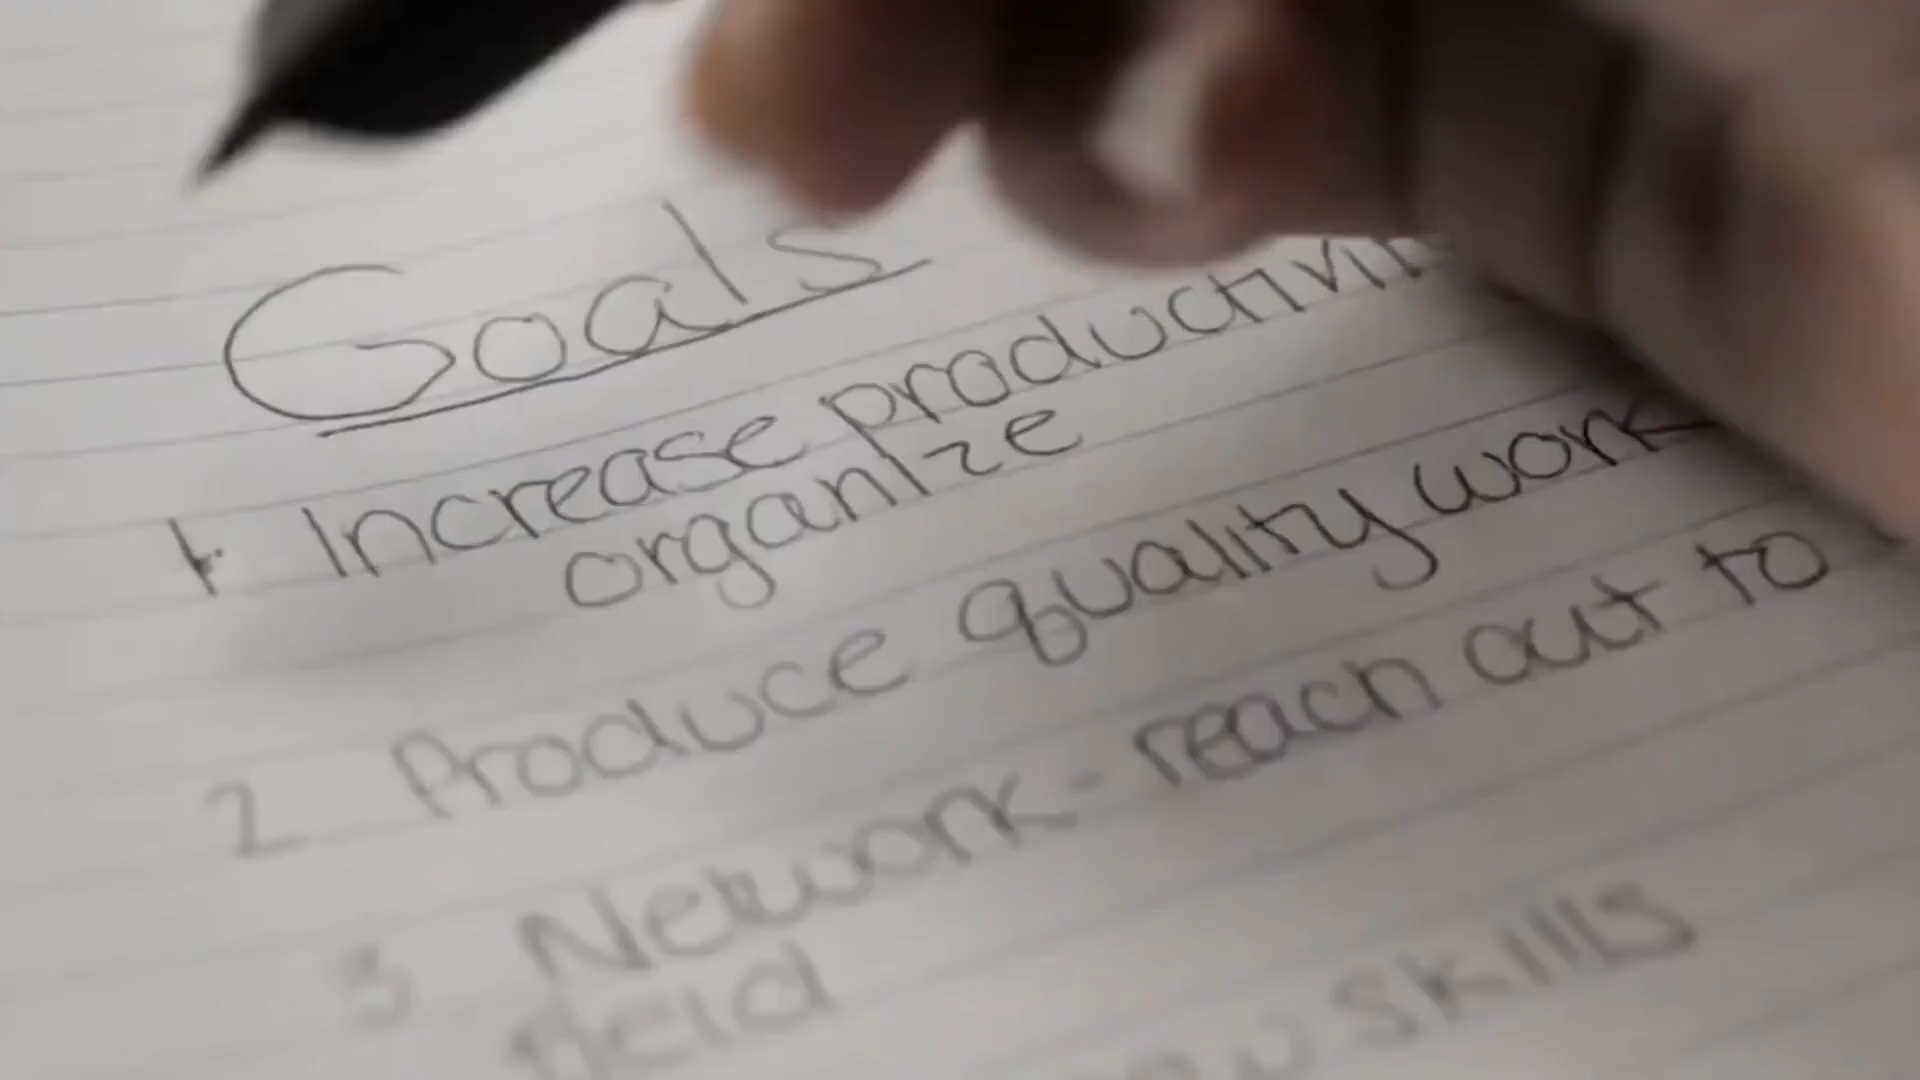 Goals
1. Increase productivi
organize
2 Produce quality work
3 Network - reach out to
field
skills